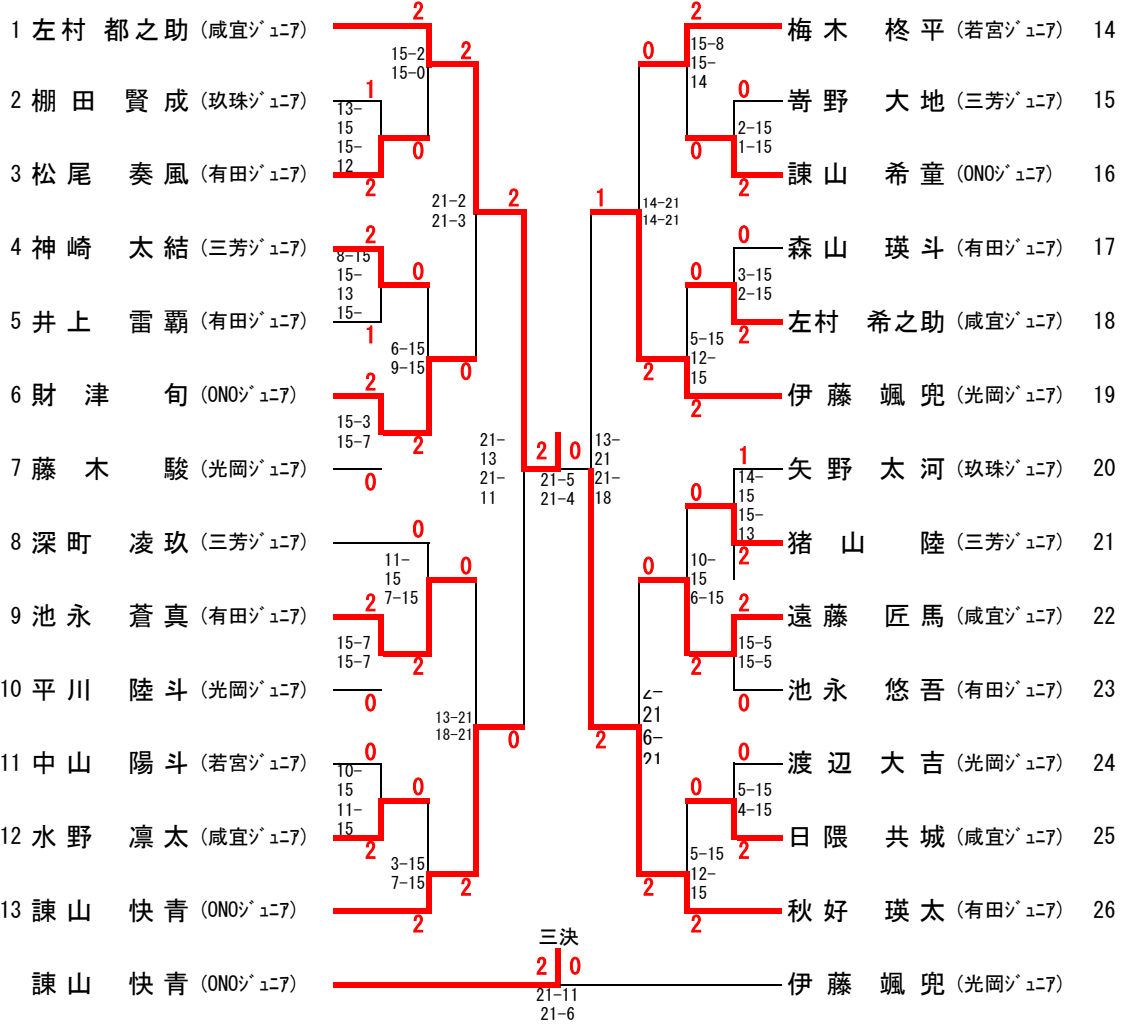 1 左村 都之助 (咸宜ｼﾞｭﾆｱ) 2 2 梅木 柊平 (若宮ｼﾞｭﾆｱ) 14
15-2 2 0 15-8
15-0 15-
14
2 棚田 賢成 (玖珠ｼﾞｭﾆｱ) 1 0 嵜野 大地 (三芳ｼﾞｭﾆｱ) 15
13- 2-15
15 1-15
15- 0 0
12
3 松尾 奏風 (有田ｼﾞｭﾆｱ) 2 2 諌山 希童 (ONOｼﾞｭﾆｱ) 16
21-2 2 1 14-21
21-3 14-21
4 神崎 太結 (三芳ｼﾞｭﾆｱ) 2 0 森山 瑛斗 (有田ｼﾞｭﾆｱ) 17
8-15 0 0 3-15
15- 2-15
13
15-
5 井上 雷覇 (有田ｼﾞｭﾆｱ) 1 2 左村 希之助 (咸宜ｼﾞｭﾆｱ) 18
6-15 5-15
9-15 0 2 12-
15
6 財津 旬 (ONOｼﾞｭﾆｱ) 2 2 伊藤 颯兜 (光岡ｼﾞｭﾆｱ) 19
15-3
15-7 2
21- 2 0 13-
13 21
21- 21-5 21-
11 21-4 18
7 藤木 駿 (光岡ｼﾞｭﾆｱ) 0 1 矢野 太河 (玖珠ｼﾞｭﾆｱ) 20
0 14-
15
15-
13
8 深町 凌玖 (三芳ｼﾞｭﾆｱ) 0 2 猪山 陸 (三芳ｼﾞｭﾆｱ) 21
11- 0 0 10-
15 15
7-15 6-15
9 池永 蒼真 (有田ｼﾞｭﾆｱ) 2 2 遠藤 匠馬 (咸宜ｼﾞｭﾆｱ) 22
15-7 15-5
15-7 2 2 15-5
10 平川 陸斗 (光岡ｼﾞｭﾆｱ) 0 0 池永 悠吾 (有田ｼﾞｭﾆｱ) 23
13-21 21
18-21 0 2 6-
21
11 中山 陽斗 (若宮ｼﾞｭﾆｱ) 0 0 渡辺 大吉 (光岡ｼﾞｭﾆｱ) 24
10- 0 0 5-15
15 4-15
11-
15
12 水野 凛太 (咸宜ｼﾞｭﾆｱ) 2 2 日隈 共城 (咸宜ｼﾞｭﾆｱ) 25
3-15 5-15
7-15 2 2 12-
15
13 諌山 快青 (ONOｼﾞｭﾆｱ) 2 2 秋好 瑛太 (有田ｼﾞｭﾆｱ) 26
三決
諌山 快青 (ONOｼﾞｭﾆｱ) 2 0 伊藤 颯兜 (光岡ｼﾞｭﾆｱ)
21-11
21-6